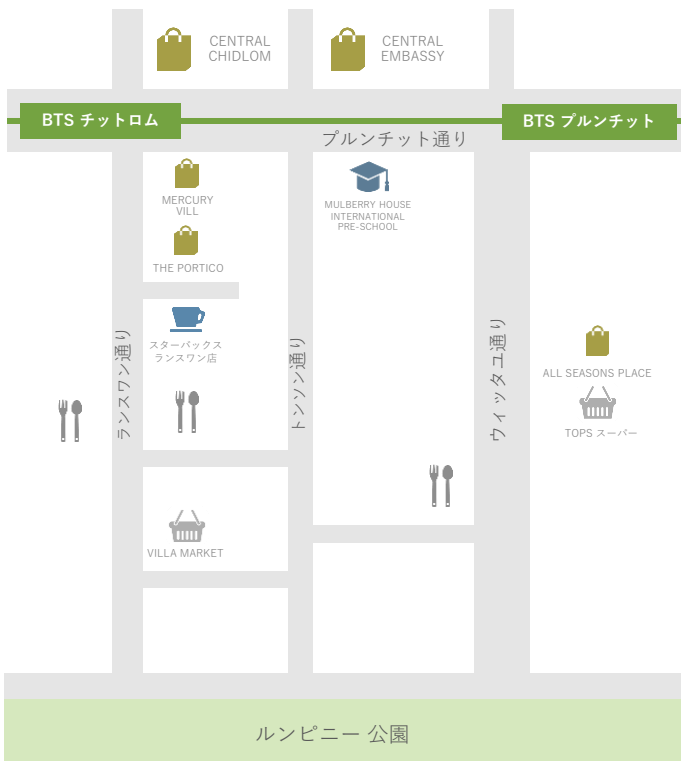 CENTRAL
CHIDLOM
CENTRAL
EMBASSY
BTS チットロム
BTS プルンチット
プルンチット通り
MERCURY
VILL
MULBERRY HOUSE
INTERNATIONAL
PRE-SCHOOL
THE PORTICO
スターバックス
ランスワン店
ランスワン通り
トンソン通り
ウィッタユ通り
ALL SEASONS PLACE
TOPS スーパー
VILLA MARKET
ルンピニー 公園